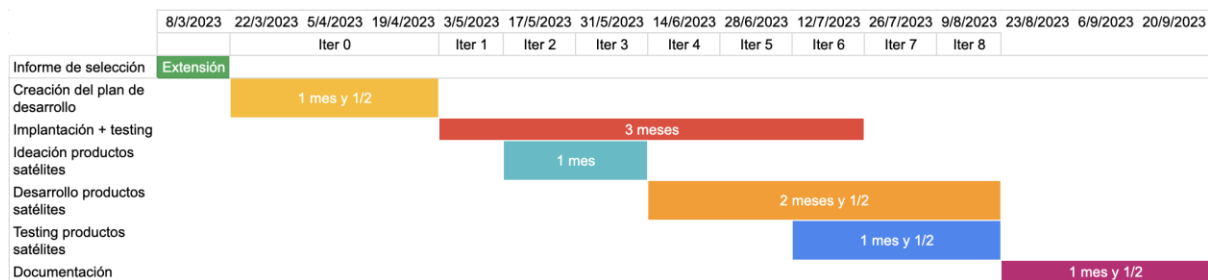 8/3/2023 22/3/2023 5/4/2023 19/4/2023 3/5/2023 17/5/2023 31/5/2023 14/6/2023 28/6/2023 12/7/2023 26/7/2023 9/8/2023 23/8/2023 6/9/2023 20/9/2023
Iter 0 Iter 1 Iter 2 Iter 3 Iter 4 Iter 5 Iter 6 Iter 7 Iter 8
Informe de selección Extensión
Creación del plan de
desarrollo
1 mes y 1/2
Implantación + testing 3 meses
Ideación productos
satélites
1 mes
Desarrollo productos
satélites
2 meses y 1/2
Testing productos
satélites
1 mes y 1/2
Documentación 1 mes y 1/2